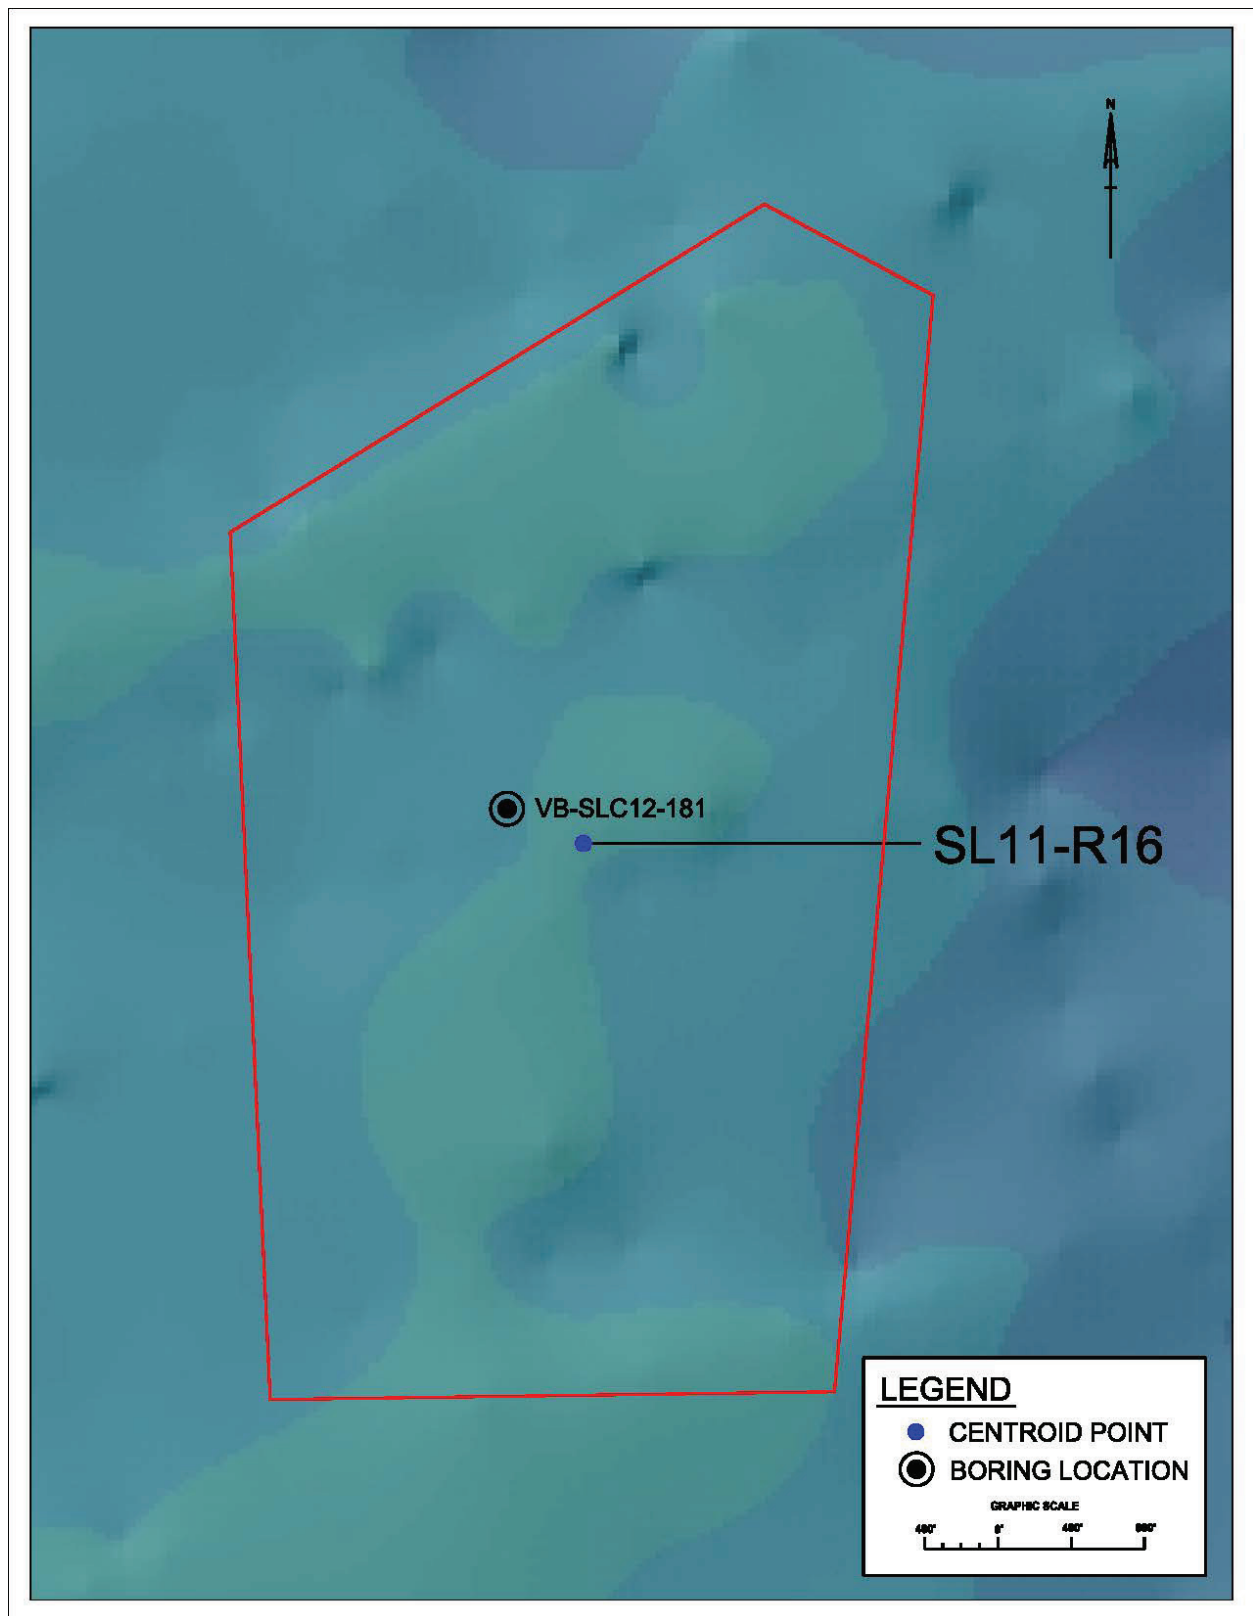 N
VB-SLC12-181
SL11-R16
LEGEND
CENTROID POINT
BORING LOCATION
GRAPHIC SCALE